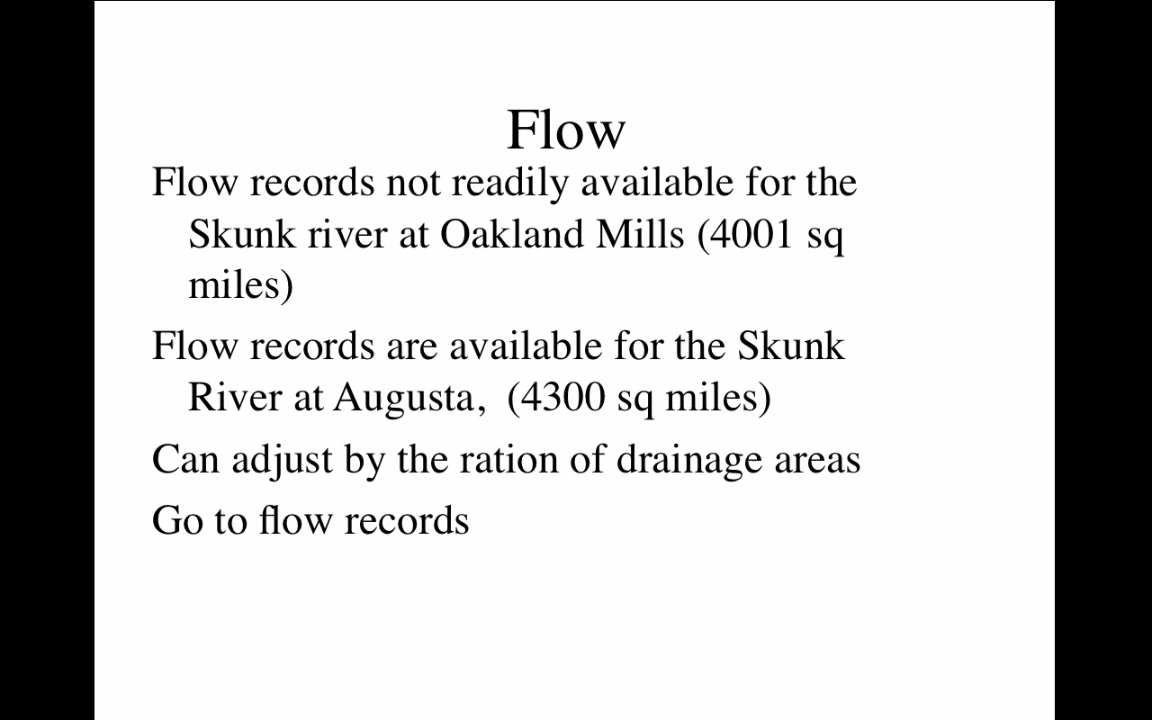 Flow
Flow records not readily available for the
Skunk river at Oakland Mills (4001 sq
miles)
Flow records are available for the Skunk
River at Augusta,  (4300 sq miles)
Can adjust by the ration of drainage areas
Go to flow records